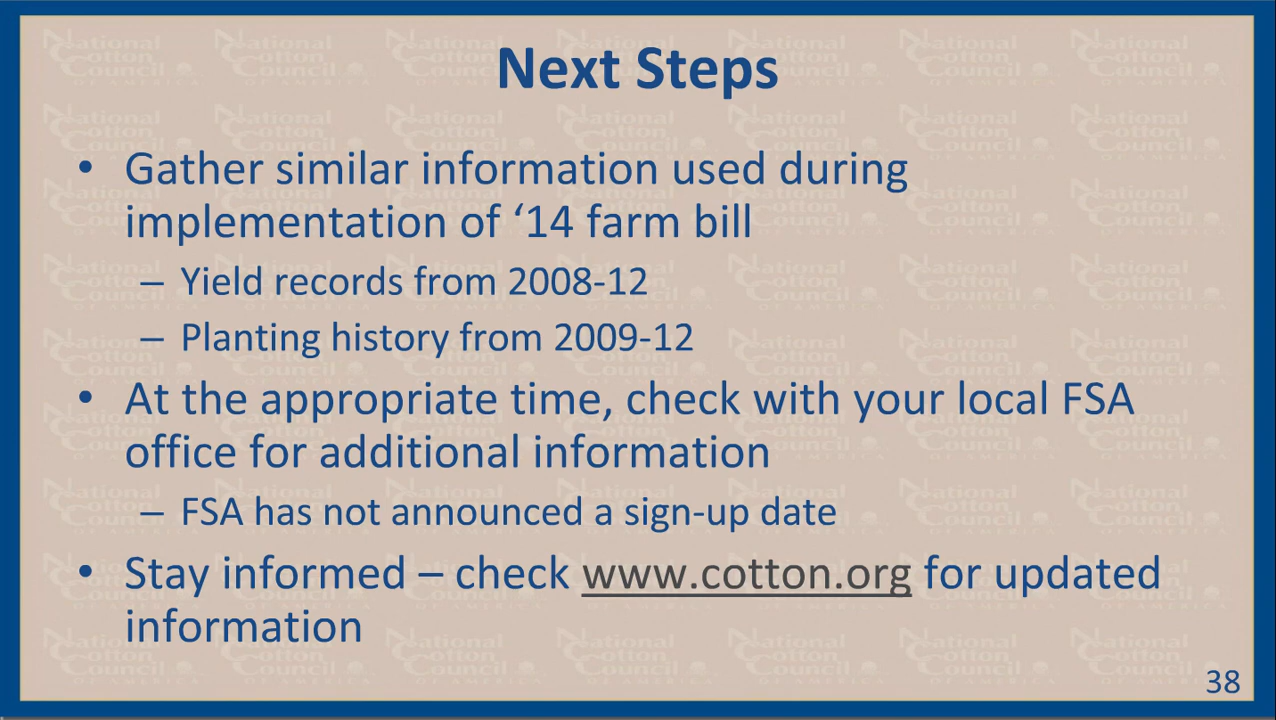 Next Steps
• Gather similar information used during
implementation of ‘14 farm bill
– Yield records from 2008-12
– Planting history from 2009-12
• At the appropriate time, check with your local FSA
office for additional information
– FSA has not announced a sign-up date
• Stay informed – check www.cotton.org for updated
information
38